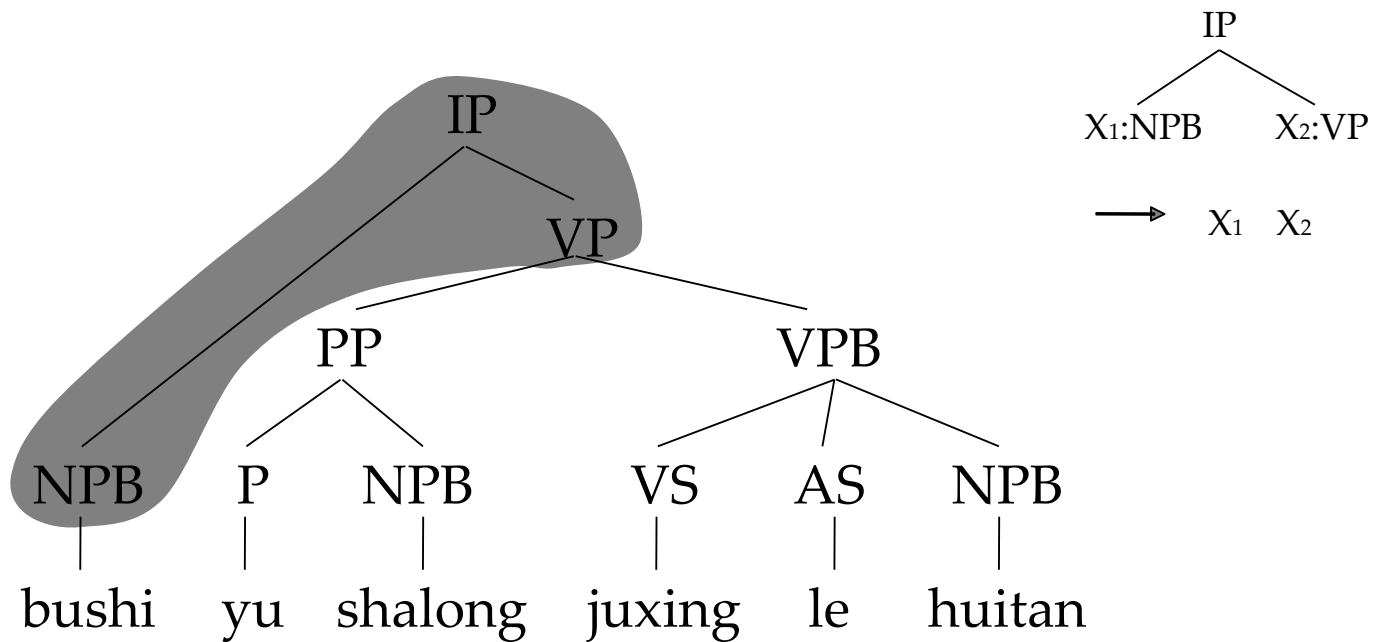 IP
X1:NPB X2:VP
X1 X2
IP
VP
PP VPB
NPB P NPB VS AS NPB
bushi yu shalong juxing le huitan